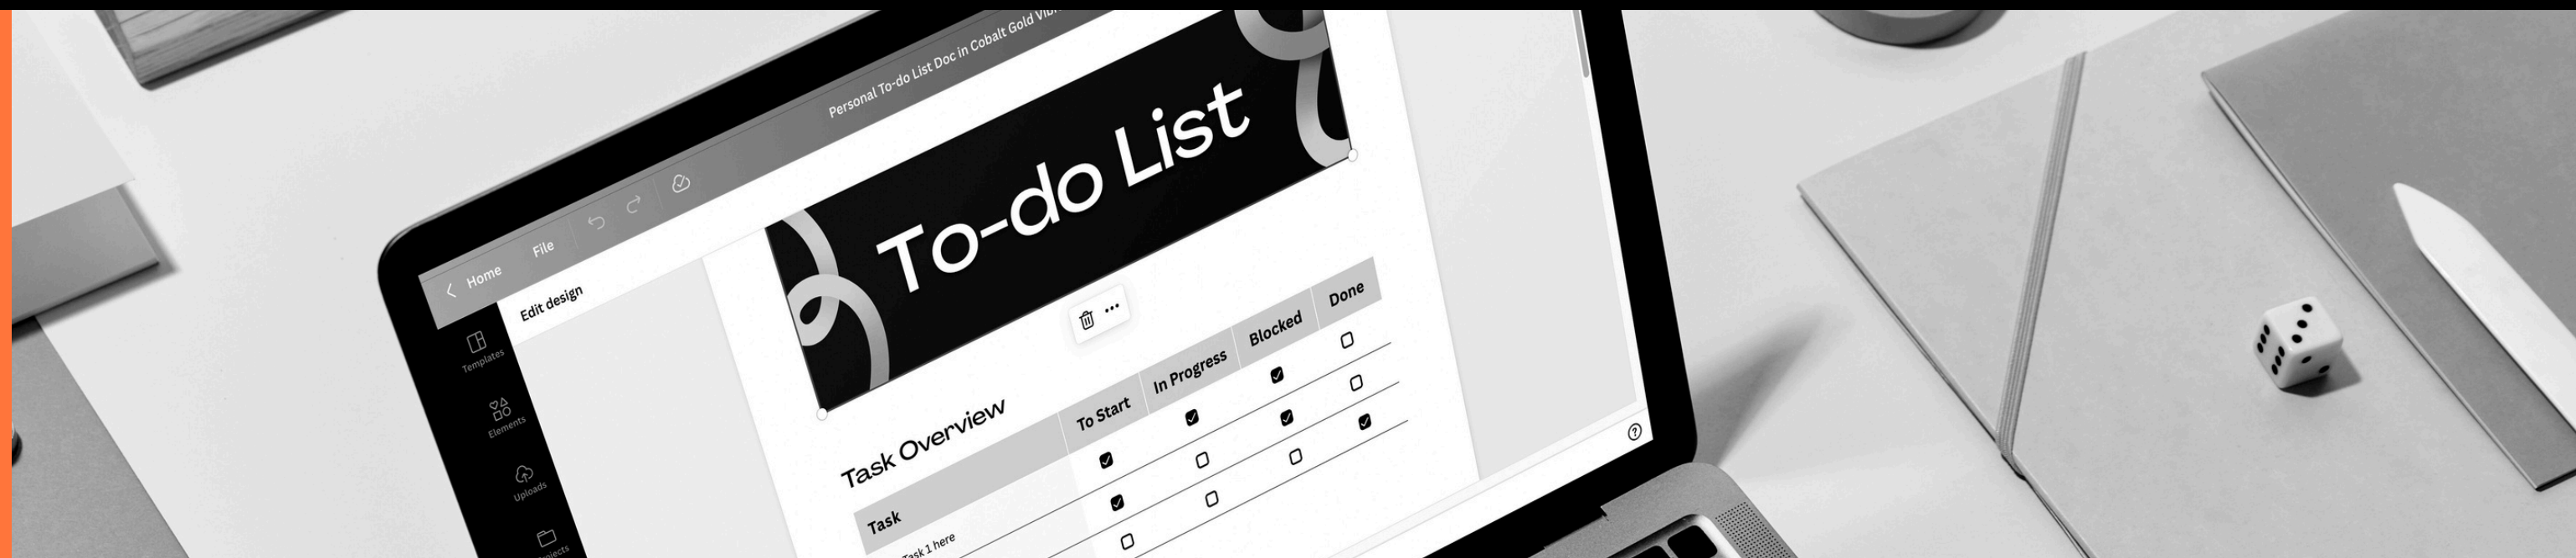 Personal To-do List Doc in Cobalt Gold
Home
File
Edit design
Templates
Elements
Uploads
To-do List
Task Overview
Task
To Start
In Progress
Blocked
Done
Task 1 here